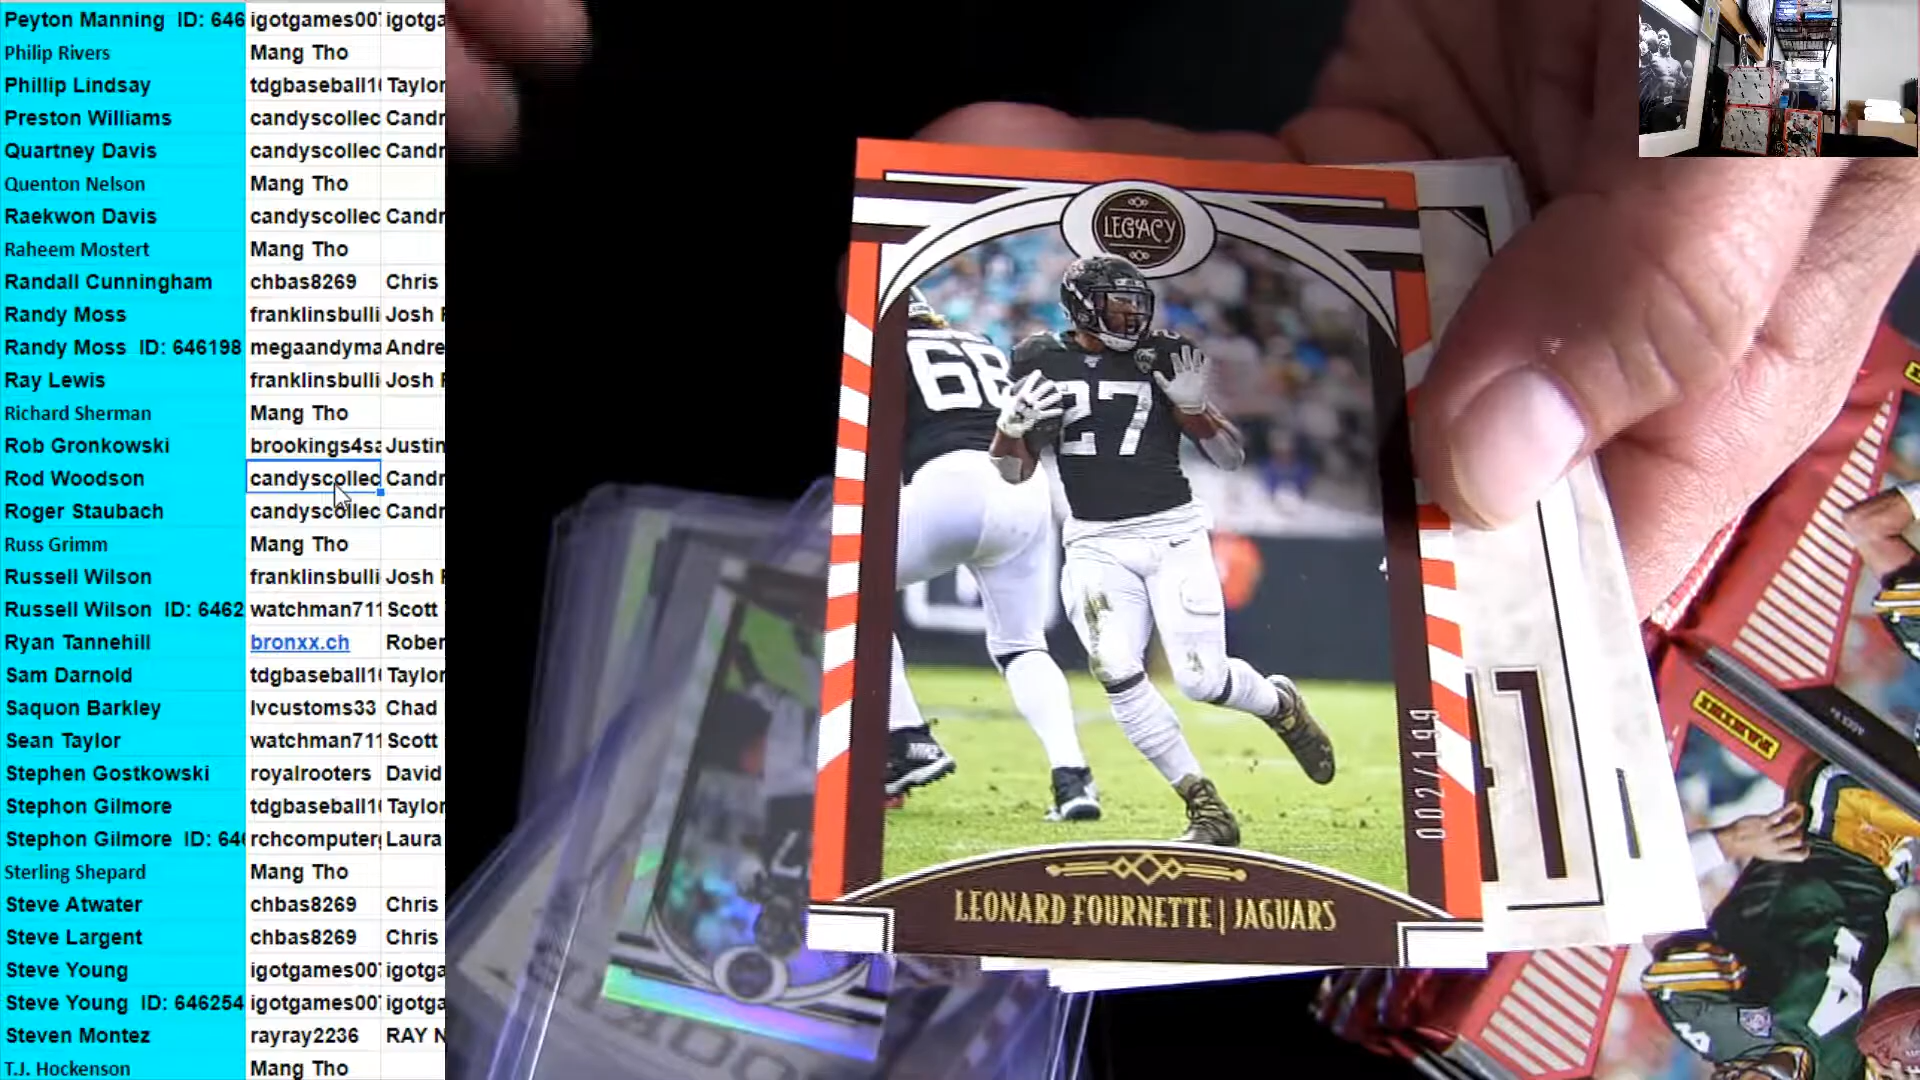 Peyton Manning ID: 646 igotgames00 igotga
Philip Rivers Mang Tho
Phillip Lindsay tdgbaseball1 Taylor
Preston Williams candyscollec Candr
Quartney Davis candyscollec Candr
Quenton Nelson Mang Tho
Raekwon Davis candyscollec Candr
Raheem Mostert Mang Tho
Randall Cunningham chbas8269 Chris
Randy Moss franklinsbulli Josh
Randy Moss ID: 646198 megaandyma Andre
Ray Lewis franklinsbulli Josh
Richard Sherman Mang Tho
Rob Gronkowski brookings4sa Justin
Rod Woodson candyscollec Candr
Roger Staubach candyscollec Candr
Russ Grimm Mang Tho
Russell Wilson franklinsbulli Josh
Russell Wilson ID: 6462 watchman711 Scott
Ryan Tannehill bronxx.ch Rober
Sam Darnold tdgbaseball1 Taylor
Saquon Barkley lvcustoms33 Chad
Sean Taylor watchman711 Scott
Stephen Gostkowski royalrooters David
Stephon Gilmore tdgbaseball1 Taylor
Stephon Gilmore ID: 646 rchcomputer Laura
Sterling Shepard Mang Tho
Steve Atwater chbas8269 Chris
Steve Largent chbas8269 Chris
Steve Young igotgames00 igotga
Steve Young ID: 646254 igotgames00 igotga
Steven Montez rayray2236 RAY N
T.J. Hockenson Mang Tho
LEGACY
68
27
002/199
LEONARD FOURNETTE | JAGUARS